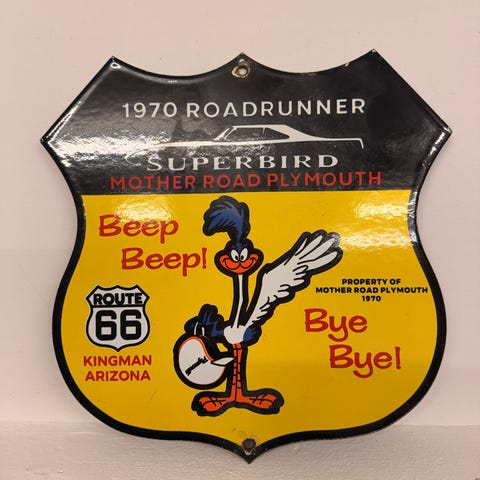 1970 ROADRUNNER
SUPERBIRD
MOTHER ROAD PLYMOUTH
Beep
Beep!
PROPERTY OF
MOTHER ROAD PLYMOUTH
1970
ROUTE
66
KINGMAN
ARIZONA
Bye
Bye!